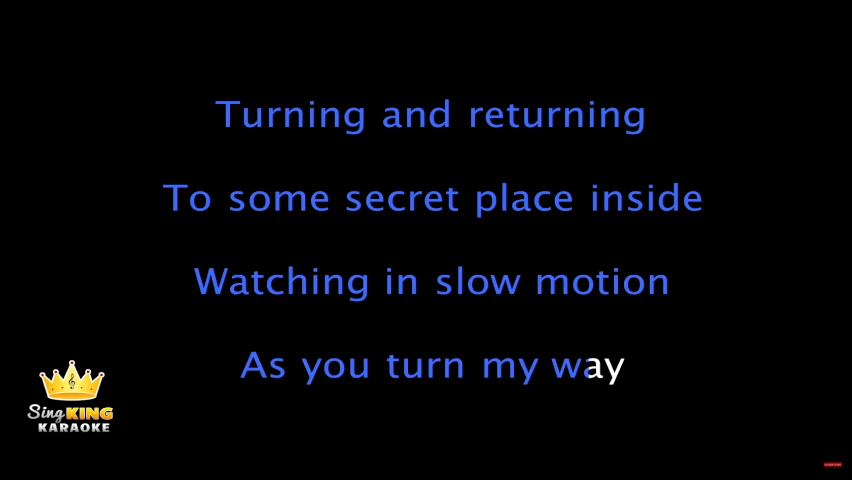 Turning and returning
To some secret place inside
Watching in slow motion
As you turn my way
Sing KING
KARAOKE